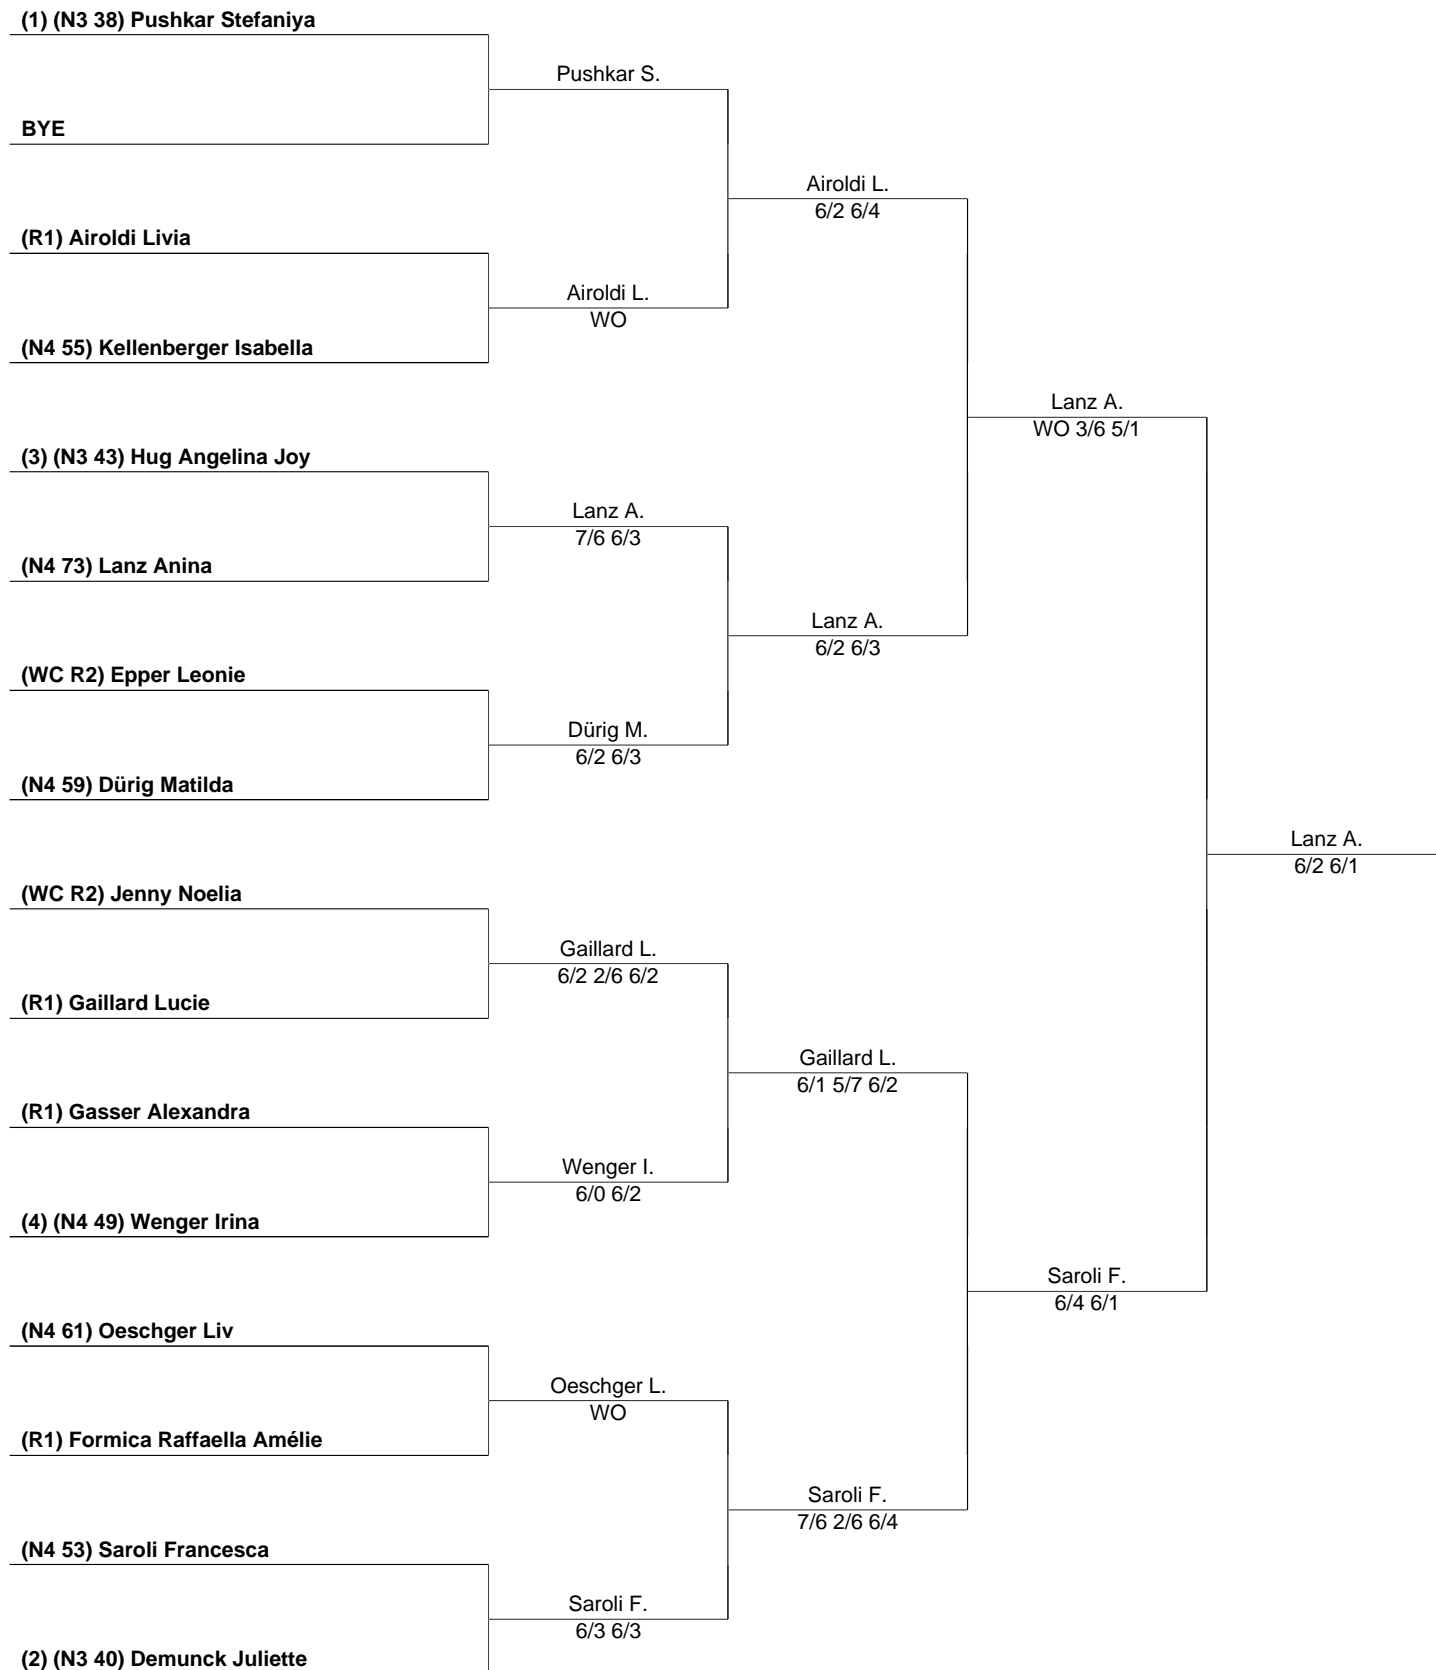 (1) (N3 38) Pushkar Stefaniya
Pushkar S.
BYE
Airoldi L.
6/2 6/4
(R1) Airoldi Livia
Airoldi L.
WO
(N4 55) Kellenberger Isabella
Lanz A.
WO 3/6 5/1
(3) (N3 43) Hug Angelina Joy
Lanz A.
7/6 6/3
(N4 73) Lanz Anina
Lanz A.
6/2 6/3
(WC R2) Epper Leonie
Dürig M.
6/2 6/3
(N4 59) Dürig Matilda
Lanz A.
6/2 6/1
(WC R2) Jenny Noelia
Gaillard L.
6/2 2/6 6/2
(R1) Gaillard Lucie
Gaillard L.
6/1 5/7 6/2
(R1) Gasser Alexandra
Wenger I.
6/0 6/2
(4) (N4 49) Wenger Irina
Saroli F.
6/4 6/1
(N4 61) Oeschger Liv
Oeschger L.
WO
(R1) Formica Raffaella Amélie
Saroli F.
7/6 2/6 6/4
(N4 53) Saroli Francesca
Saroli F.
6/3 6/3
(2) (N3 40) Demunck Juliette